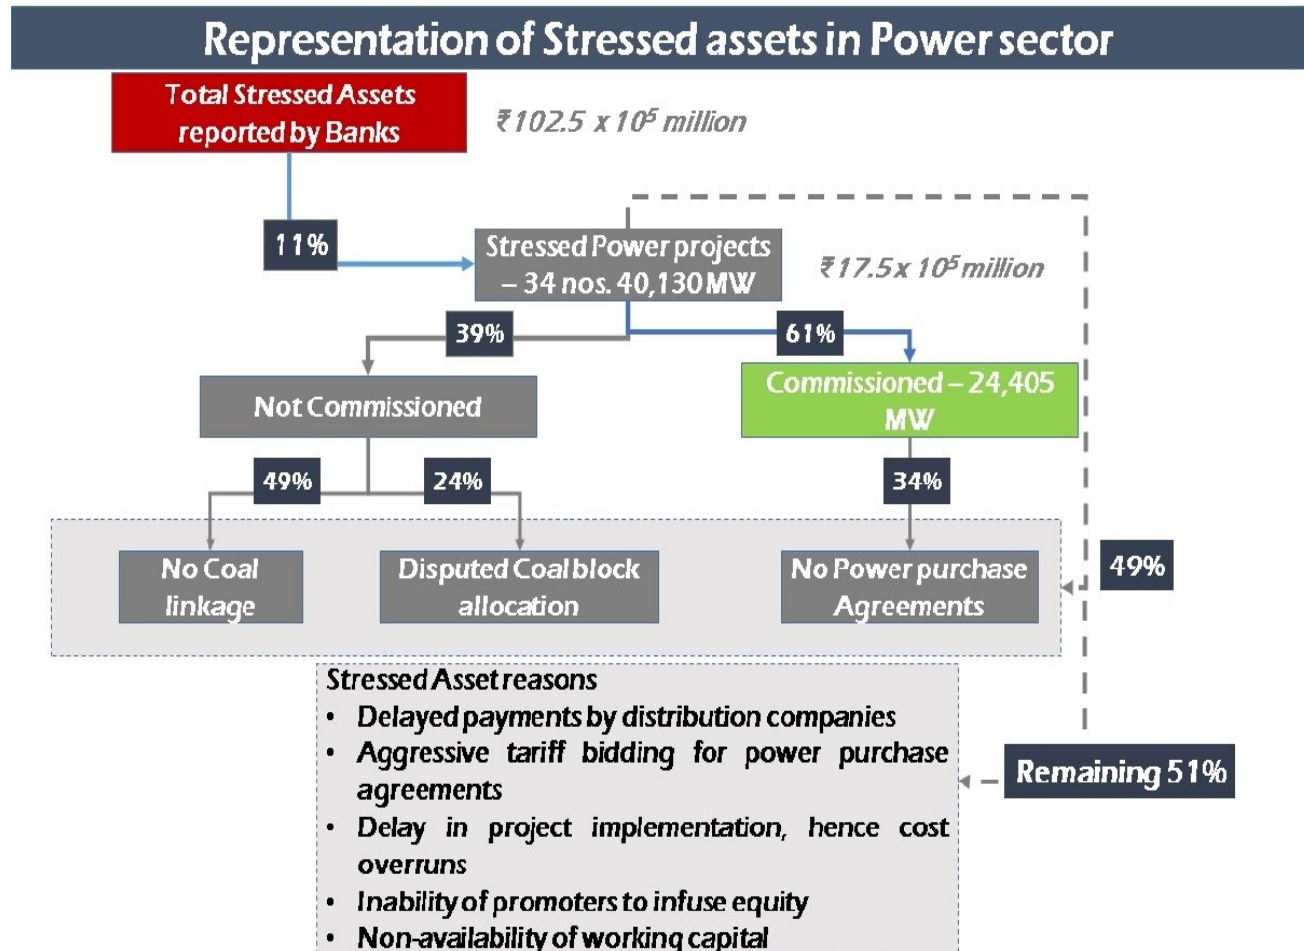 Representation of Stressed assets in Power sector
Total Stressed Assets
reported by Banks
₹102.5 x 10⁵ million
11%
Stressed Power projects
– 34 nos. 40,130 MW
₹17.5 x 10⁵ million
39%
61%
Not Commissioned
Commissioned – 24,405
MW
49%
24%
34%
No Coal
linkage
Disputed Coal block
allocation
No Power purchase
Agreements
49%
Stressed Asset reasons
• Delayed payments by distribution companies
• Aggressive tariff bidding for power purchase
agreements
• Delay in project implementation, hence cost
overruns
• Inability of promoters to infuse equity
• Non-availability of working capital
Remaining 51%